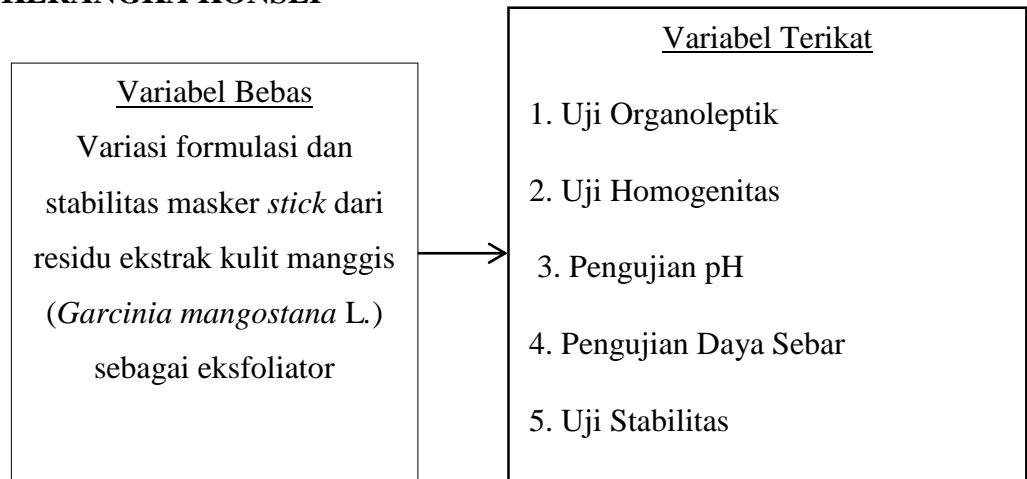 Variabel Bebas
Variasi formulasi dan
stabilitas masker stick dari
residu ekstrak kulit manggis
(Garcinia mangostana L.)
sebagai eksfoliator
Variabel Terikat
1. Uji Organoleptik
2. Uji Homogenitas
3. Pengujian pH
4. Pengujian Daya Sebar
5. Uji Stabilitas